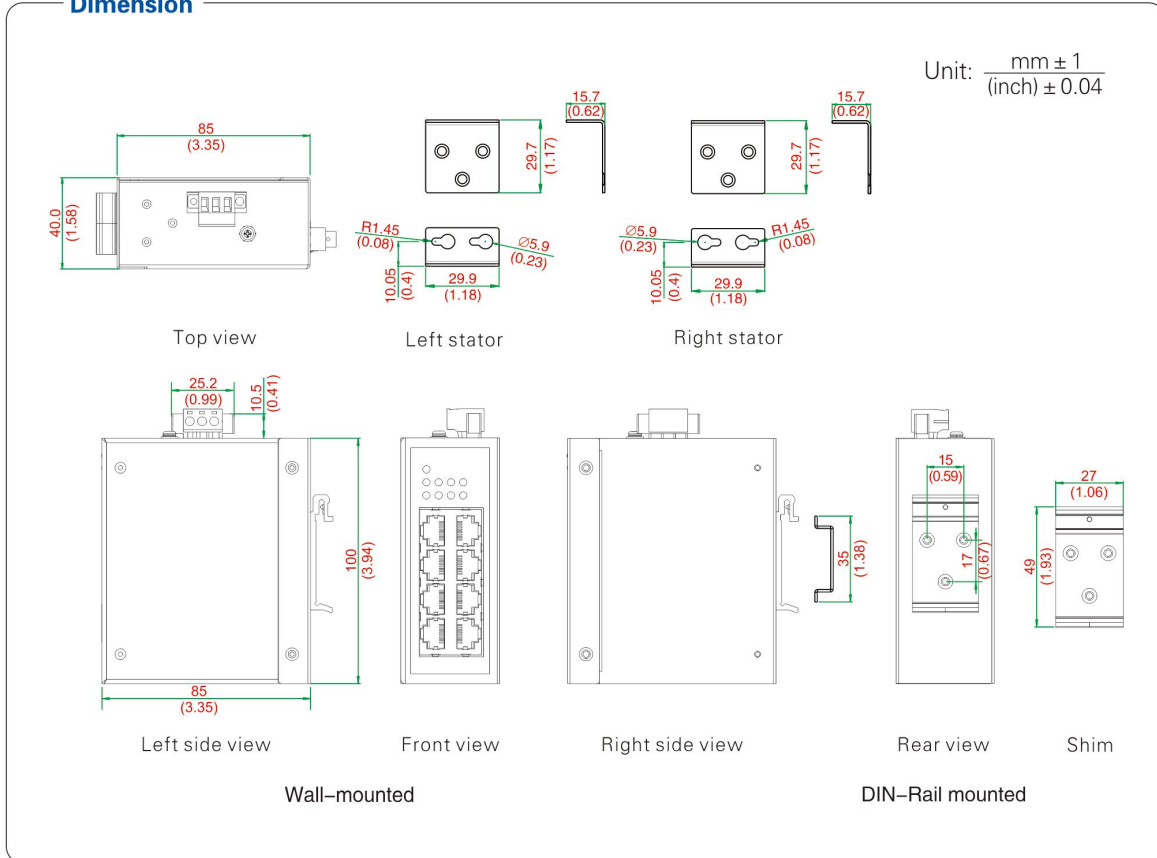 Dimension
Unit: mm ± 1
(inch) ± 0.04
85
(3.35)
40.0
(1.58)
Top view
29.7
(1.17)
15.7
(0.62)
R1.45
(0.08)
Ø5.9
(0.23)
10.05
(0.4)
29.9
(1.18)
Left stator
29.7
(1.17)
15.7
(0.62)
Ø5.9
(0.23)
R1.45
(0.08)
10.05
(0.4)
29.9
(1.18)
Right stator
25.2
(0.99)
10.5
(0.41)
100
(3.94)
85
(3.35)
Left side view
Front view
Right side view
35
(1.38)
15
(0.59)
17
(0.67)
Rear view
27
(1.06)
49
(1.93)
Shim
Wall-mounted
DIN-Rail mounted